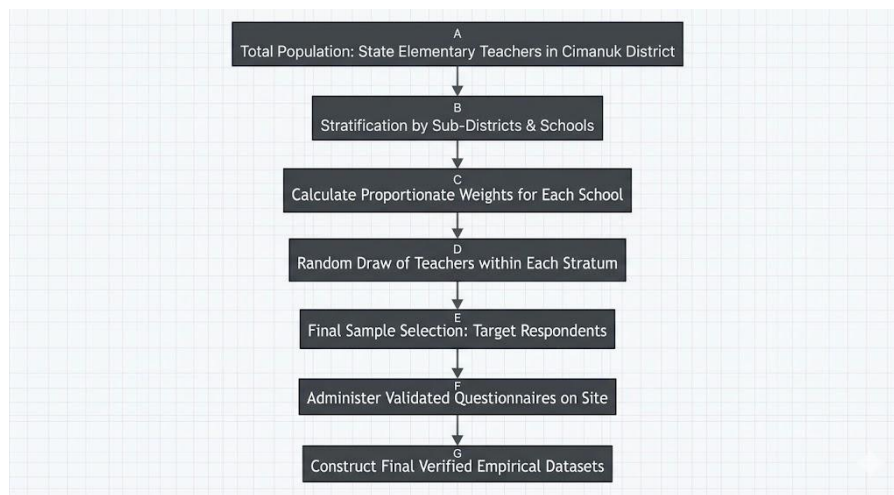 A
Total Population: State Elementary Teachers in Cimanuk District
B
Stratification by Sub-Districts & Schools
C
Calculate Proportionate Weights for Each School
D
Random Draw of Teachers within Each Stratum
E
Final Sample Selection: Target Respondents
F
Administer Validated Questionnaires on Site
G
Construct Final Verified Empirical Datasets